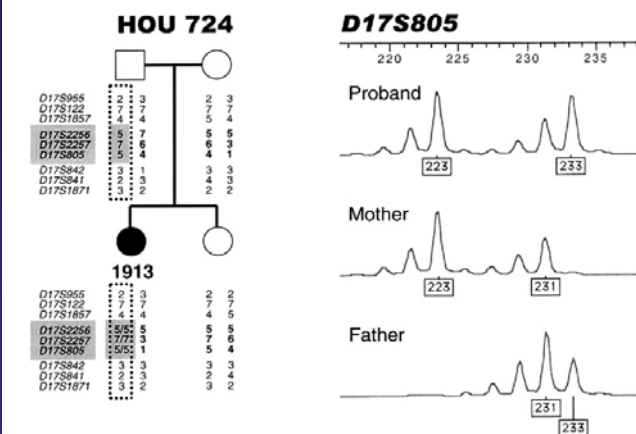 HOU 724
D17S955 2 3 2 3
D17S122 7 7 7 7
D17S1857 4 4 5 4
D17S2256 5 7 5 5
D17S2257 7 6 6 3
D17S805 5 4 4 1
D17S842 3 1 3 3
D17S841 2 3 4 3
D17S1871 3 2 2 2
1913
D17S955 2 3 2 2
D17S122 7 7 7 7
D17S1857 4 4 4 5
D17S2256 5/5 5 5 5
D17S2257 7/7 3 7 6
D17S805 5/5 1 5 4
D17S842 3 3 3 3
D17S841 2 3 2 4
D17S1871 3 2 3 2
D17S805
220 225 230 235
Proband
223 233
Mother
223 231
Father
231
233